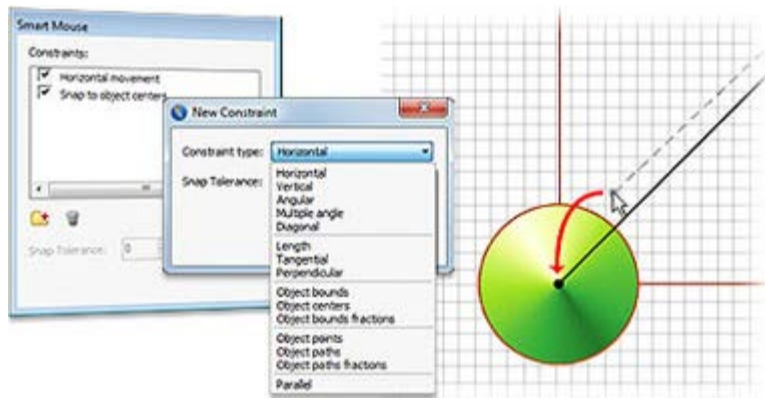 Smart Mouse
Constraints:
Horizontal movement
Snap to object centers
Snap Tolerance:
0
New Constraint
Constraint type:
Horizontal
Snap Tolerance:
Horizontal
Vertical
Angular
Multiple angle
Diagonal
Length
Tangential
Perpendicular
Object bounds
Object centers
Object bounds fractions
Object points
Object paths
Object paths fractions
Parallel